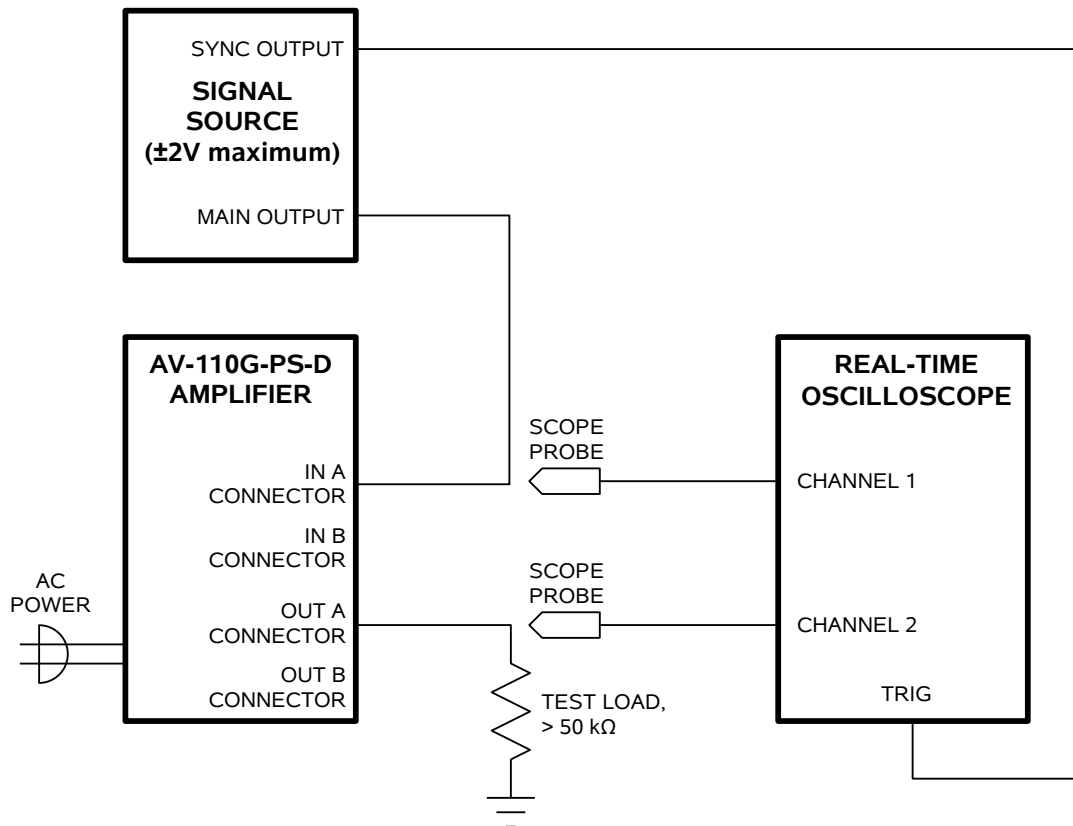 SYNC OUTPUT
SIGNAL
SOURCE
(±2V maximum)
MAIN OUTPUT
AV-110G-PS-D
AMPLIFIER
IN A
CONNECTOR
IN B
CONNECTOR
OUT A
CONNECTOR
OUT B
CONNECTOR
AC
POWER
SCOPE
PROBE
SCOPE
PROBE
TEST LOAD,
> 50 kΩ
REAL-TIME
OSCILLOSCOPE
CHANNEL 1
CHANNEL 2
TRIG